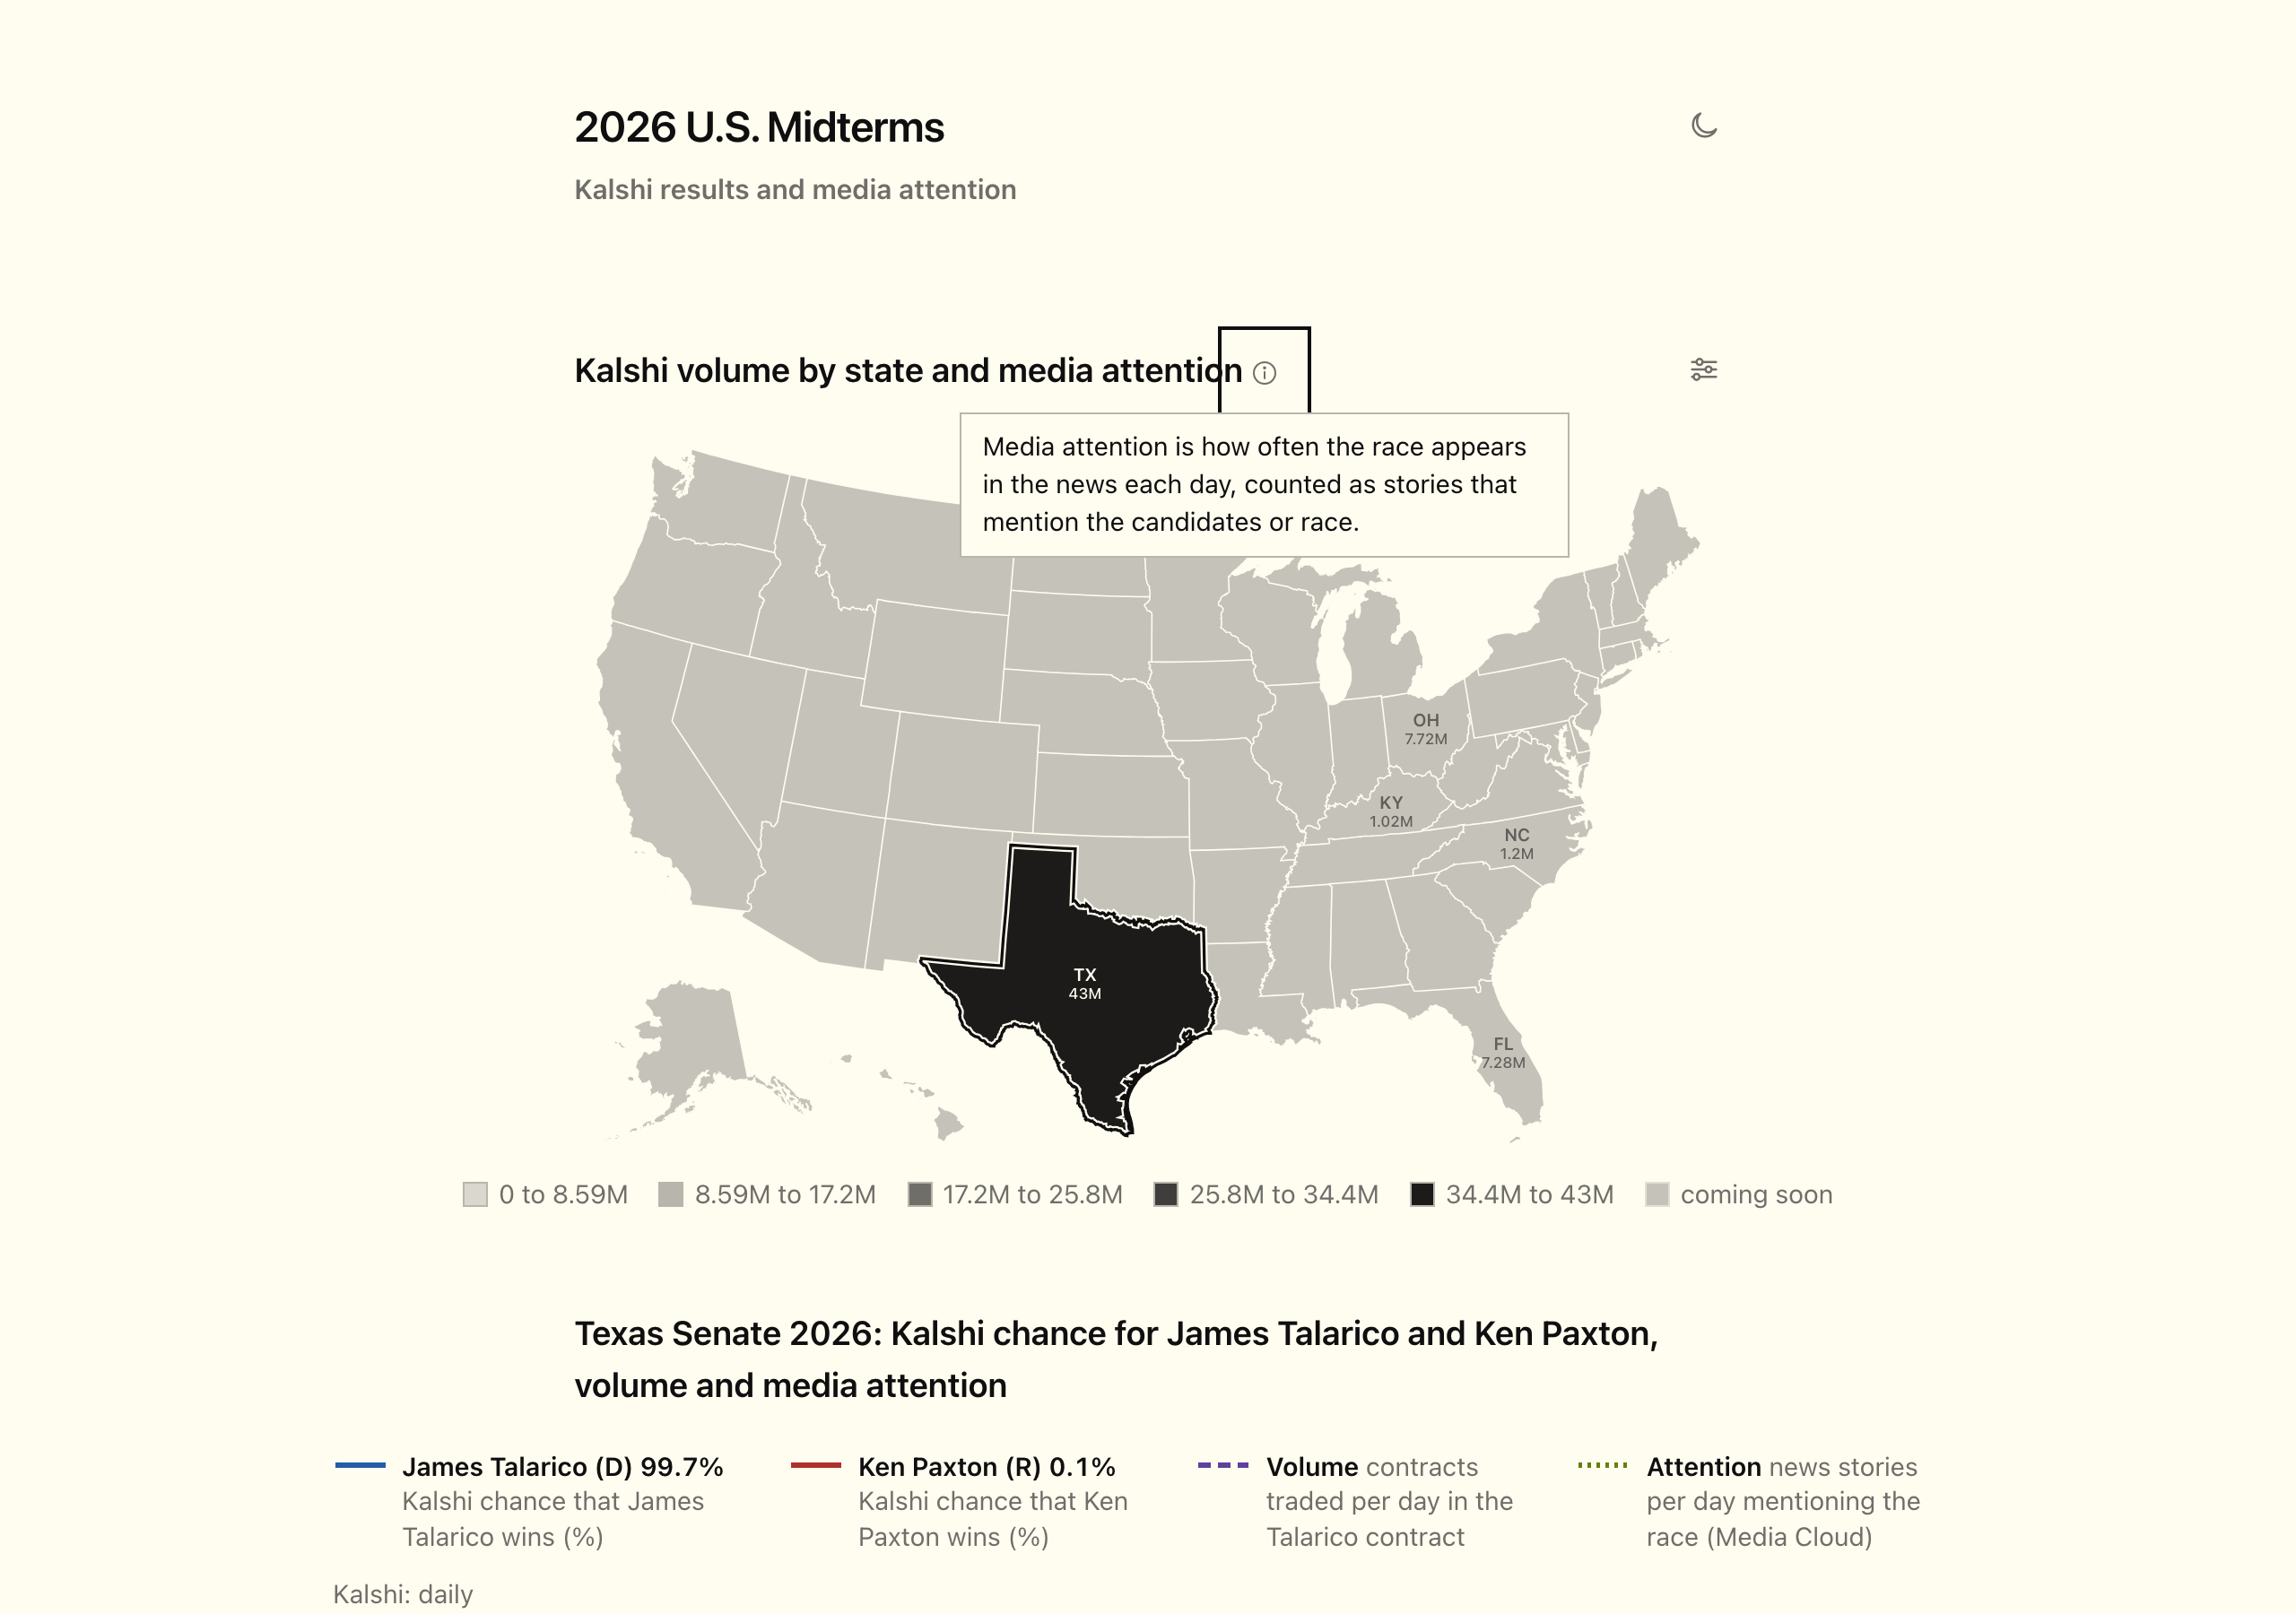 2026 U.S. Midterms
Kalshi results and media attention
Kalshi volume by state and media attention
Media attention is how often the race appears
in the news each day, counted as stories that
mention the candidates or race.
OH
7.72M
KY
1.02M
NC
1.2M
TX
43M
FL
7.28M
0 to 8.59M
8.59M to 17.2M
17.2M to 25.8M
25.8M to 34.4M
34.4M to 43M
coming soon
Texas Senate 2026: Kalshi chance for James Talarico and Ken Paxton,
volume and media attention
James Talarico (D) 99.7%
Kalshi chance that James
Talarico wins (%)
Ken Paxton (R) 0.1%
Kalshi chance that Ken
Paxton wins (%)
Volume contracts
traded per day in the
Talarico contract
Attention news stories
per day mentioning the
race (Media Cloud)
Kalshi: daily